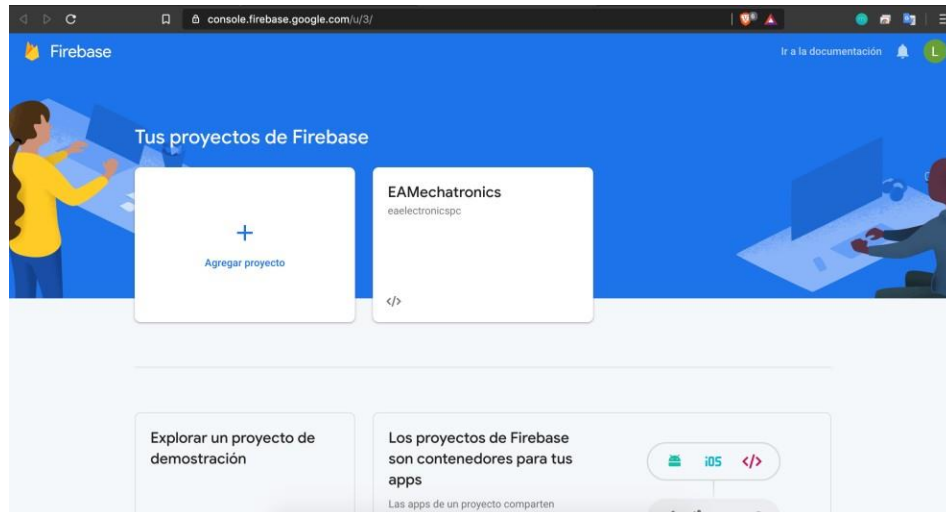 console.firebase.google.com/u/3/
Firebase
Ir a la documentación
L
Tus proyectos de Firebase
+
Agregar proyecto
EAMechatronics
eaelectronicspc
</>
Explorar un proyecto de
demostración
Los proyectos de Firebase
son contenedores para tus
apps
Las apps de un proyecto comparten
iOS </>